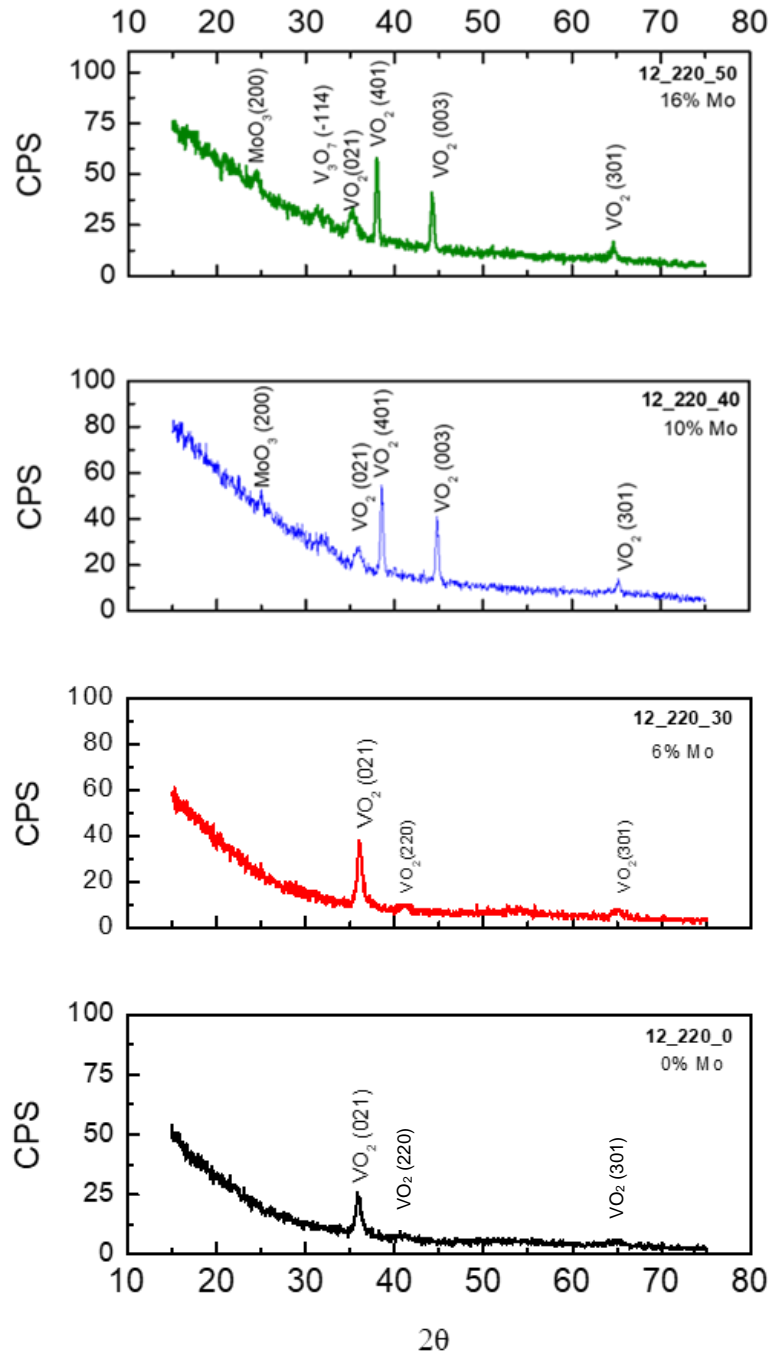 10 20 30 40 50 60 70 80
100
75
50
25
0
CPS
12_220_50
16% Mo
MoO₃(200)
V₃O₇ (-114)
VO₂(021)
VO₂ (401)
VO₂ (003)
VO₂ (301)
100
80
60
40
20
0
CPS
12_220_40
10% Mo
MoO₃ (200)
VO₂ (021)
VO₂ (401)
VO₂ (003)
VO₂ (301)
100
80
60
40
20
0
CPS
12_220_30
6% Mo
VO₂ (021)
VO₂(220)
VO₂(301)
100
75
50
25
0
CPS
12_220_0
0% Mo
VO₂ (021)
VO₂ (220)
VO₂ (301)
10 20 30 40 50 60 70 80
2θ